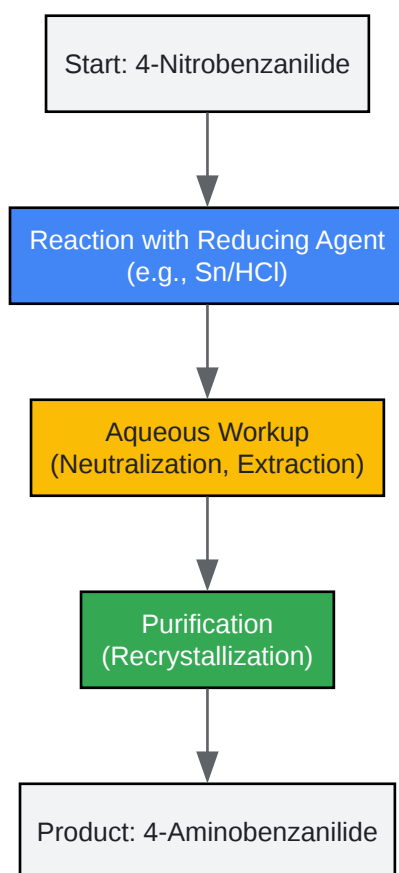 Start: 4-Nitrobenzanilide
Reaction with Reducing Agent
(e.g., Sn/HCl)
Aqueous Workup
(Neutralization, Extraction)
Purification
(Recrystallization)
Product: 4-Aminobenzanilide